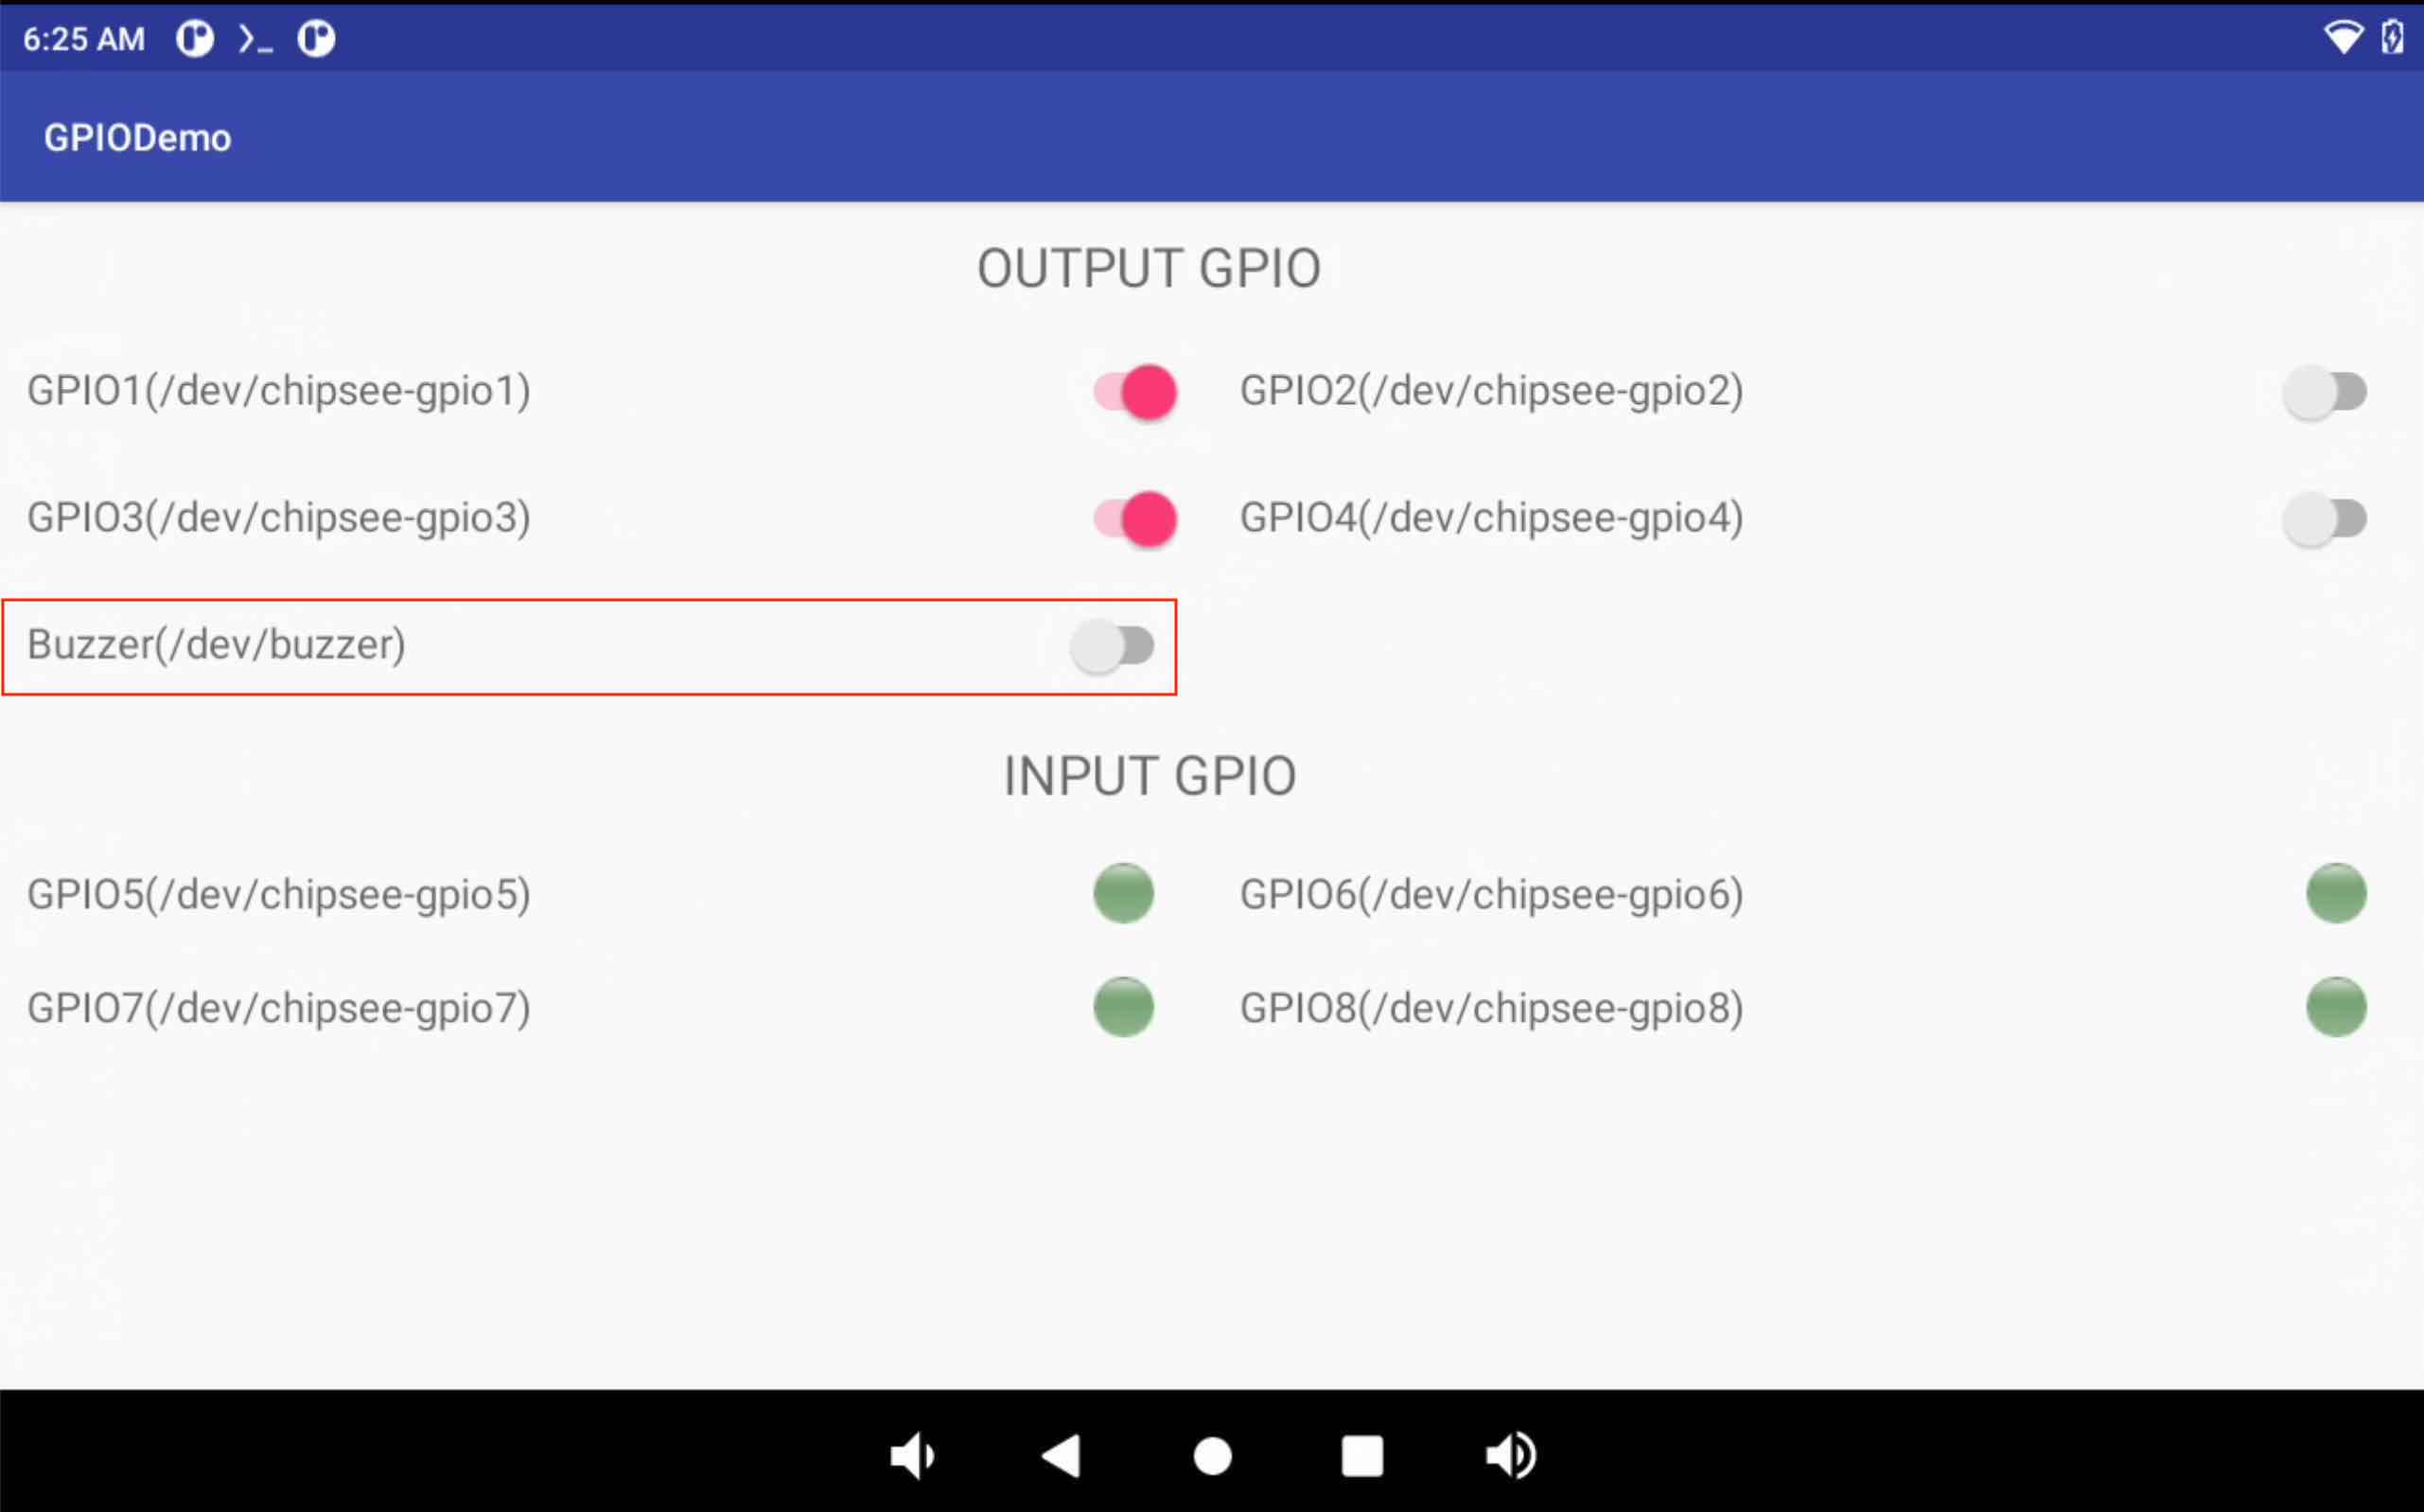 6:25 AM
GPIODemo
OUTPUT GPIO
GPIO1(/dev/chipsee-gpio1) GPIO2(/dev/chipsee-gpio2)
GPIO3(/dev/chipsee-gpio3) GPIO4(/dev/chipsee-gpio4)
Buzzer(/dev/buzzer)
INPUT GPIO
GPIO5(/dev/chipsee-gpio5) GPIO6(/dev/chipsee-gpio6)
GPIO7(/dev/chipsee-gpio7) GPIO8(/dev/chipsee-gpio8)